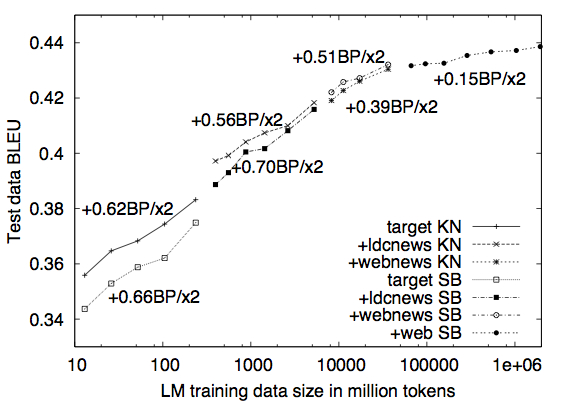 0.44
0.42
0.4
0.38
0.36
0.34
Test data BLEU
+0.51BP/x2
+0.15BP/x2
+0.39BP/x2
+0.56BP/x2
+0.70BP/x2
+0.62BP/x2
+0.66BP/x2
target KN
+ldcnews KN
+webnews KN
target SB
+ldcnews SB
+webnews SB
+web SB
10 100 1000 10000 100000 1e+06
LM training data size in million tokens